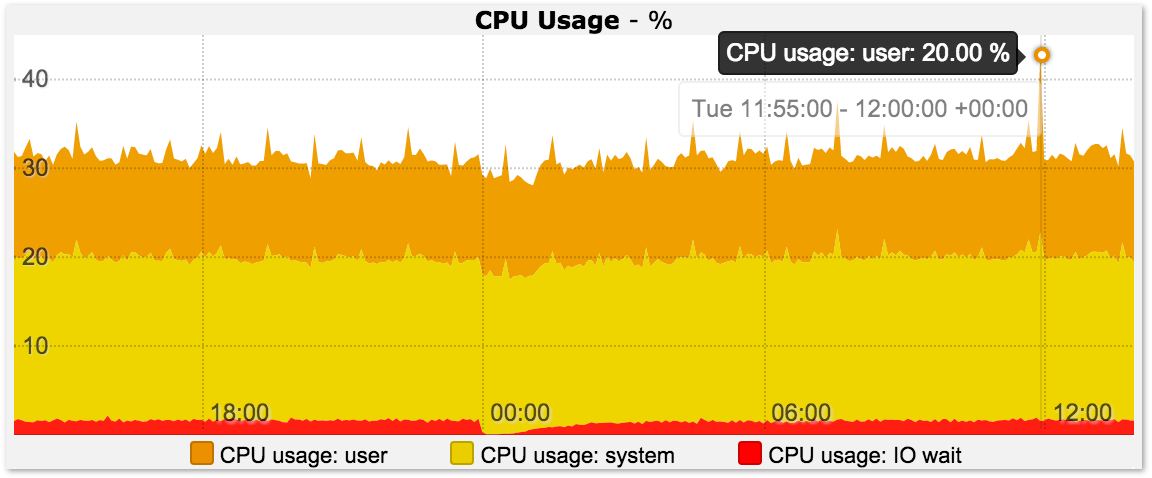 CPU Usage - %
CPU usage: user: 20.00 %
40
Tue 11:55:00 - 12:00:00 +00:00
30
20
10
18:00 00:00 06:00 12:00
CPU usage: user CPU usage: system CPU usage: IO wait